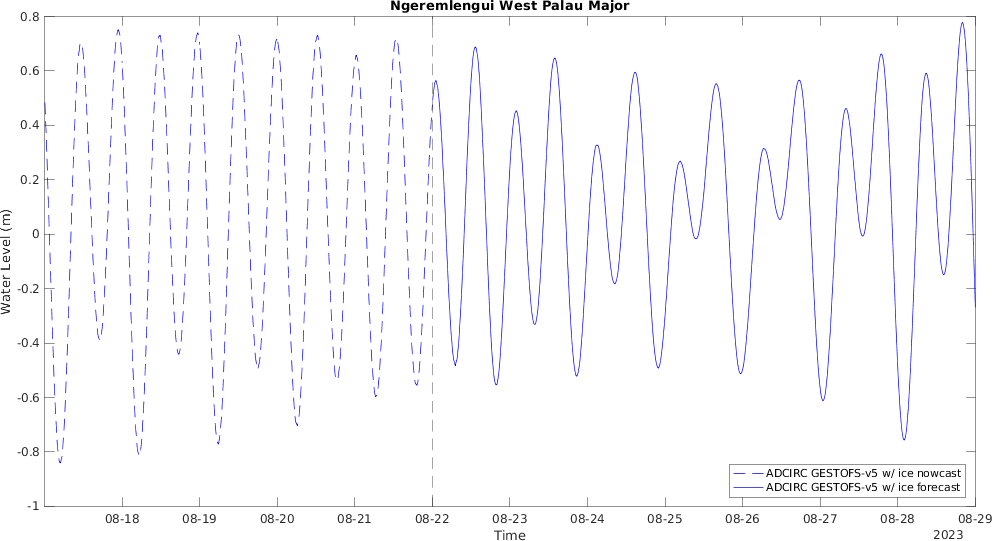 Ngeremlengui West Palau Major
0.8
0.6
0.4
0.2
0
-0.2
-0.4
-0.6
-0.8
-1
Water Level (m)
08-18 08-19 08-20 08-21 08-22 08-23 08-24 08-25 08-26 08-27 08-28 08-29
Time
2023
ADCIRC GESTOFS-v5 w/ ice nowcast
ADCIRC GESTOFS-v5 w/ ice forecast